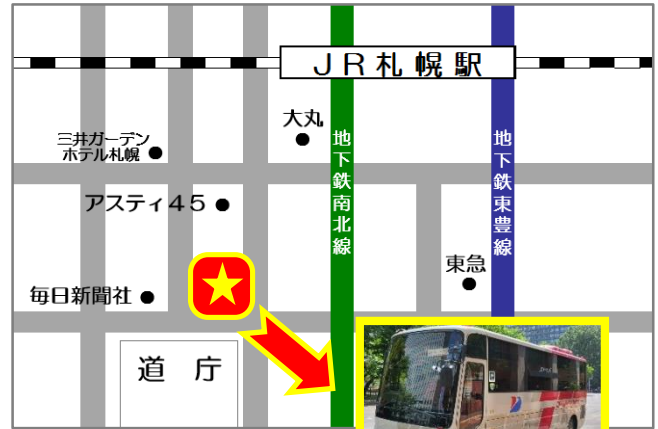 JR札幌駅
大丸
三井ガーデン
ホテル札幌
地下鉄南北線
地下鉄東豊線
アスティ45
東急
毎日新聞社
道庁